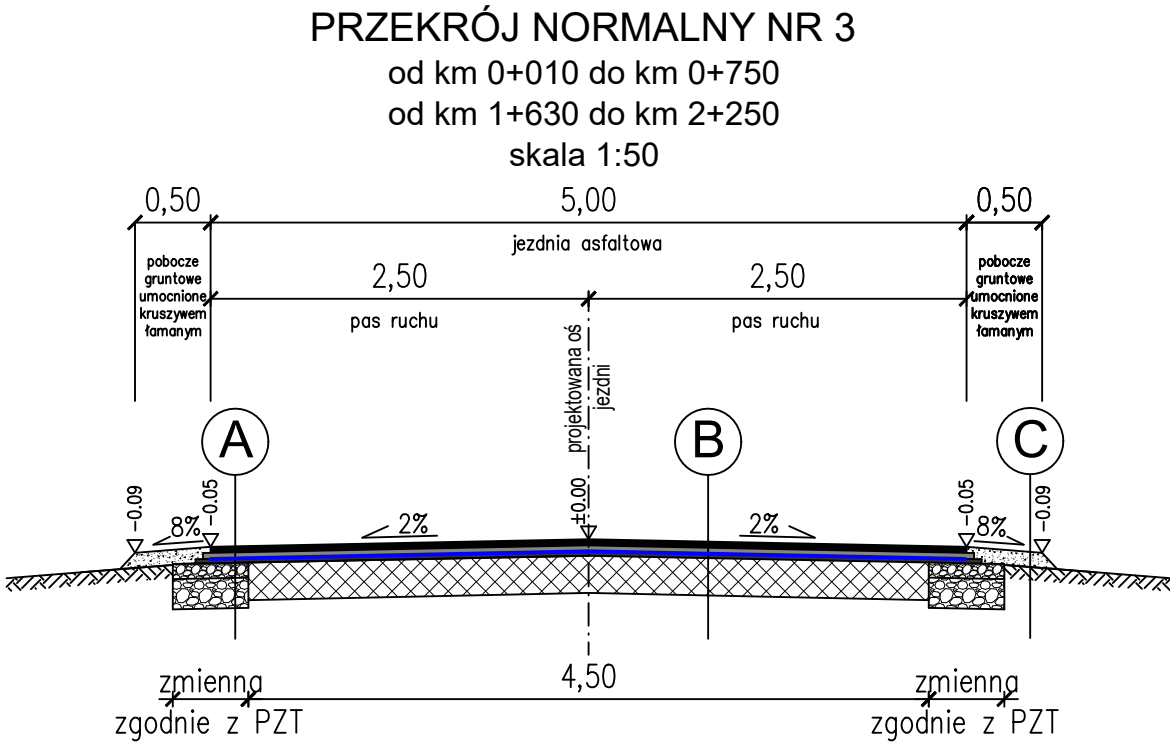 PRZEKRÓJ NORMALNY NR 3
od km 0+010 do km 0+750
od km 1+630 do km 2+250
skala 1:50
0,50
5,00
0,50
jezdnia asfaltowa
pobocze
gruntowe
umocnione
kruszywem
łamanym
2,50
2,50
pas ruchu
pas ruchu
pobocze
gruntowe
umocnione
kruszywem
łamanym
projektowana oś
jezdni
A
B
C
-0.09
-0.05
±0.00
-0.05
-0.09
8%
2%
2%
8%
zmienna
zgodnie z PZT
4,50
zmienna
zgodnie z PZT